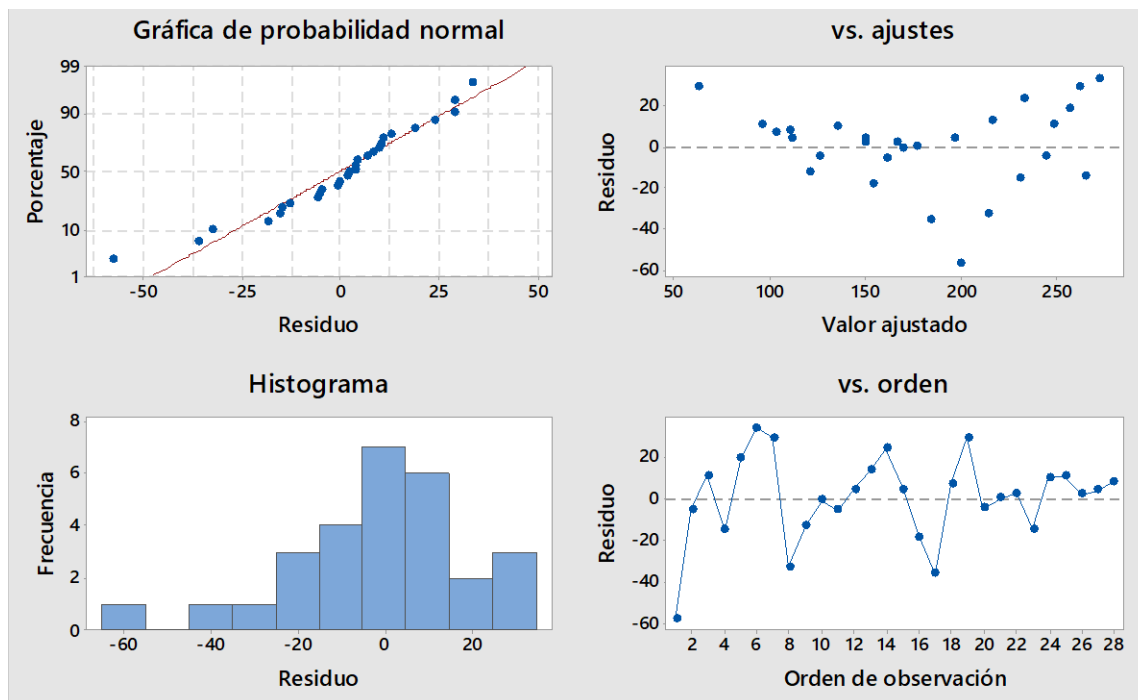 Gráfica de probabilidad normal
99
90
50
10
1
Porcentaje
-50 -25 0 25 50
Residuo
vs. ajustes
20
0
-20
-40
-60
Residuo
50 100 150 200 250
Valor ajustado
Histograma
8
6
4
2
0
Frecuencia
-60 -40 -20 0 20
Residuo
vs. orden
20
0
-20
-40
-60
Residuo
2 4 6 8 10 12 14 16 18 20 22 24 26 28
Orden de observación